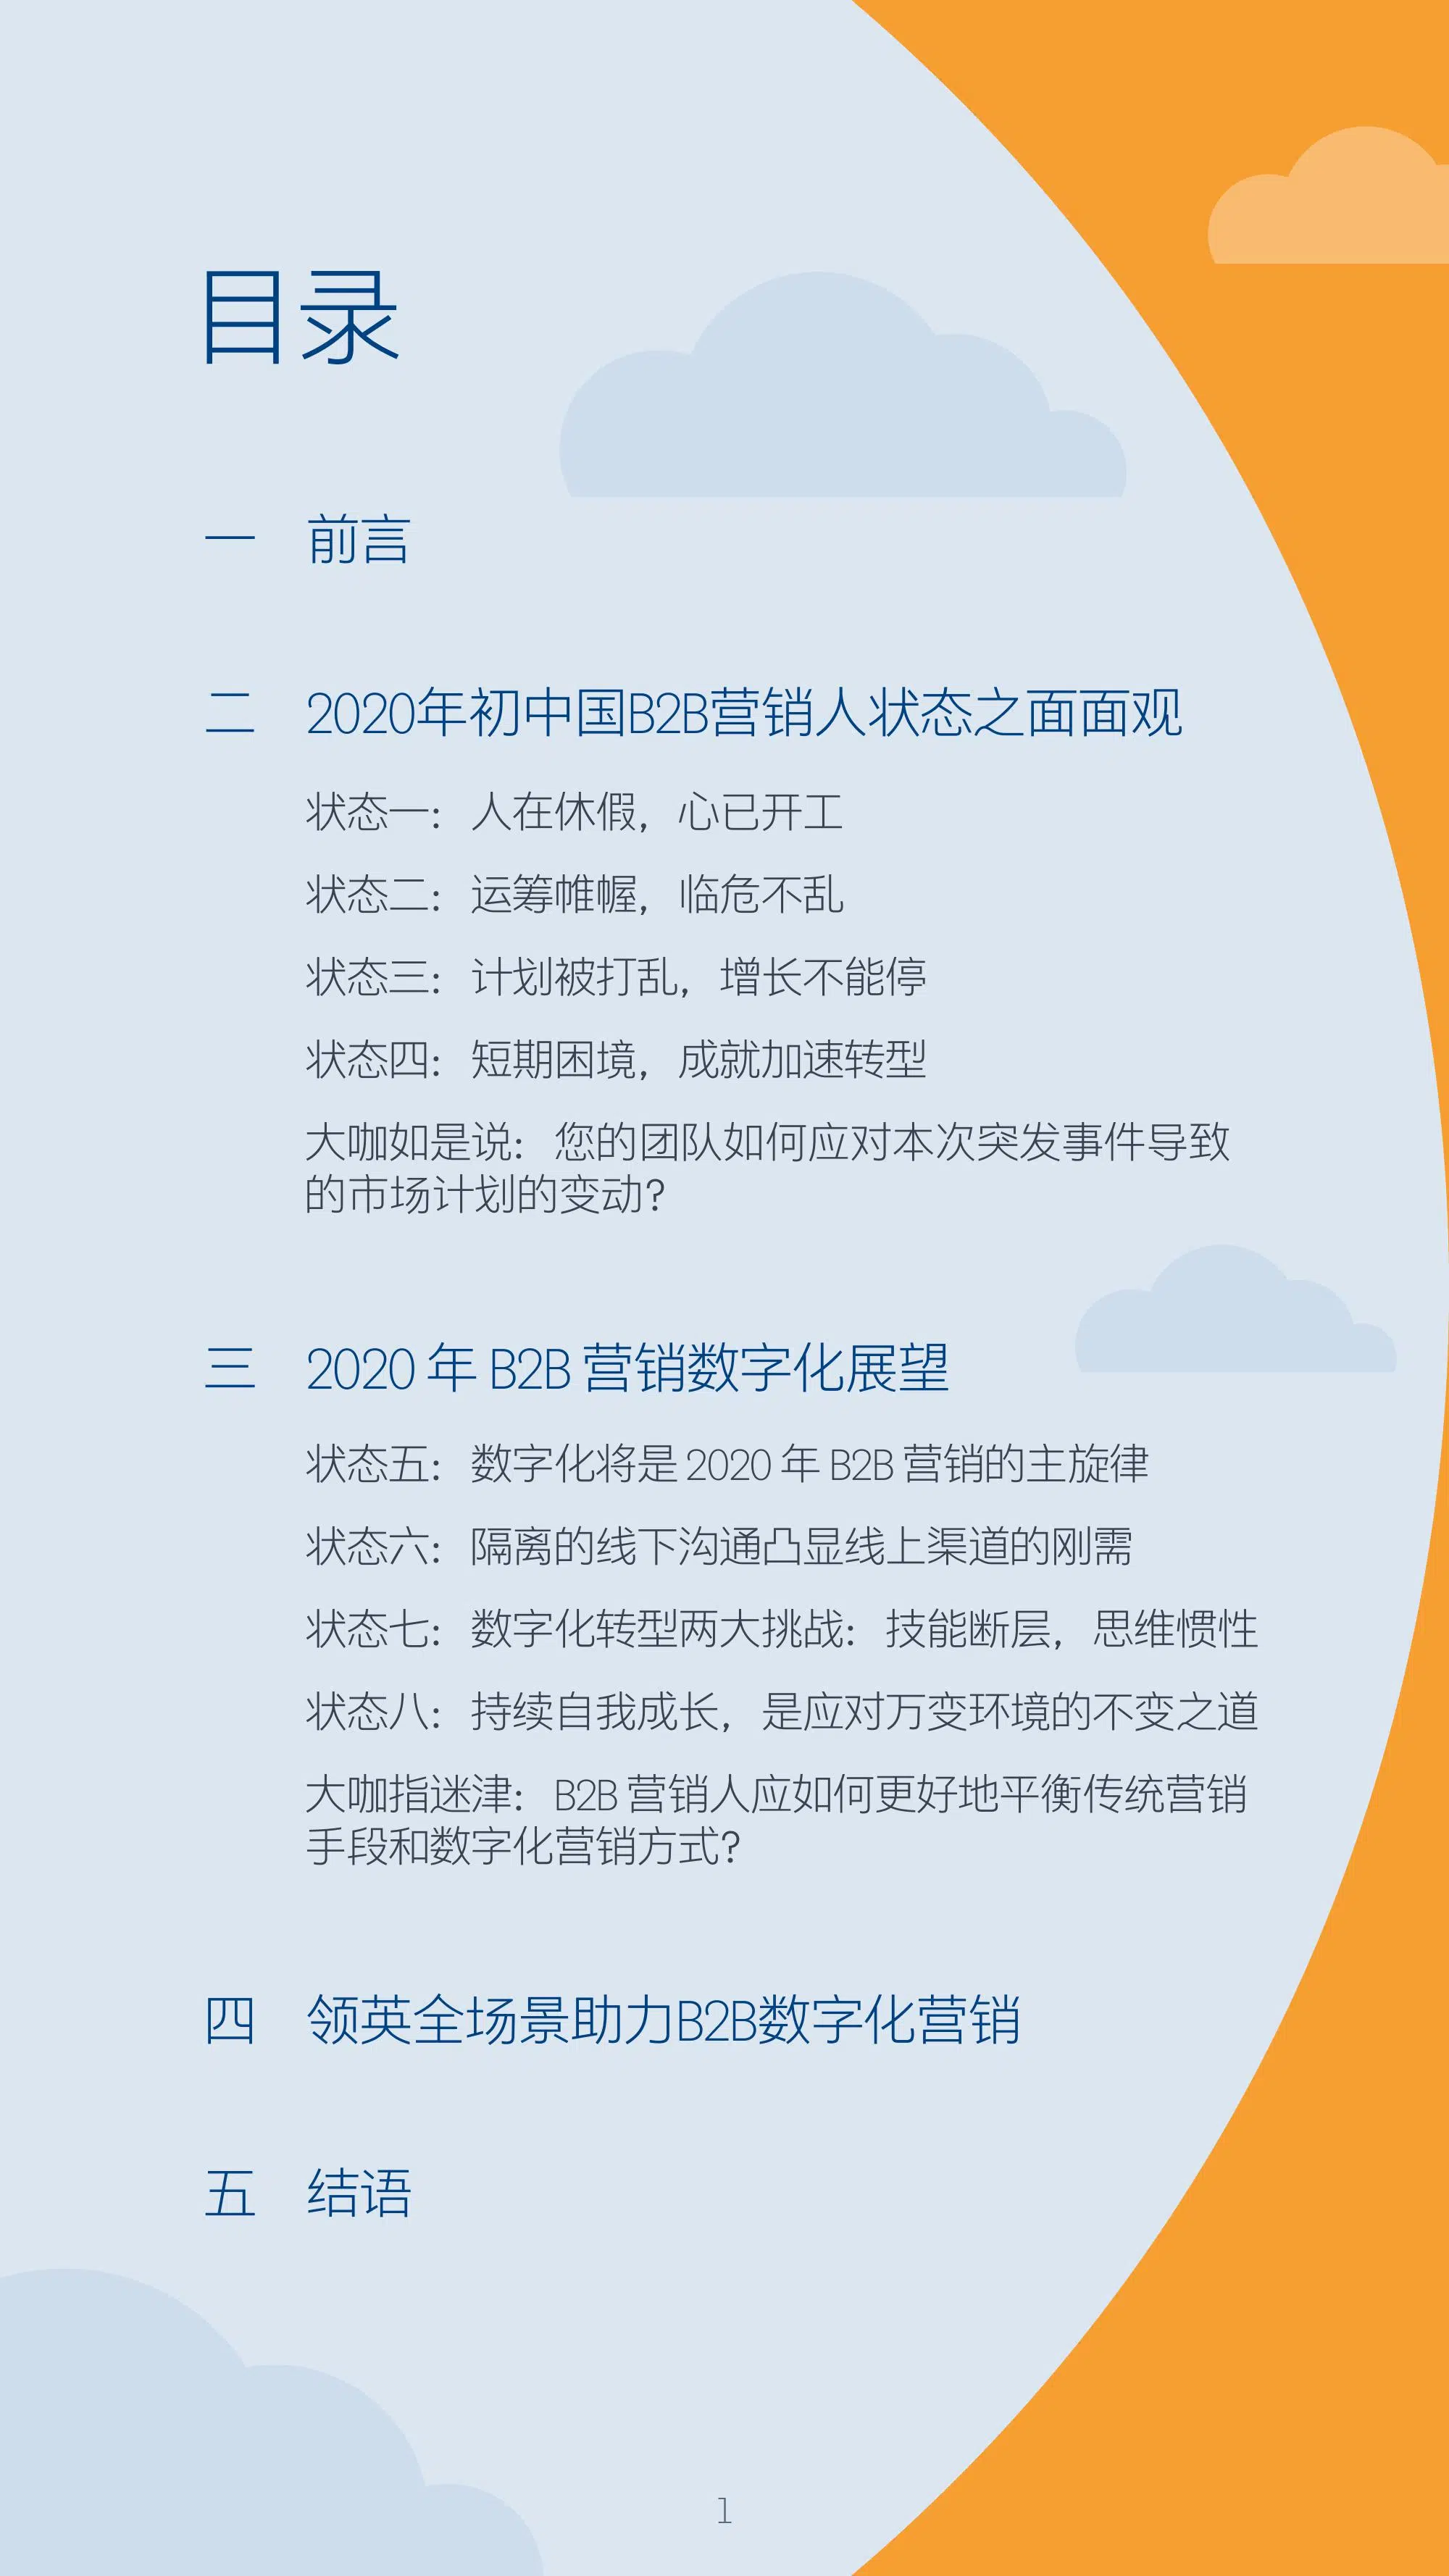 目录
一 前言
二 2020年初中国B2B营销人状态之面面观
状态一：人在休假，心已开工
状态二：运筹帷幄，临危不乱
状态三：计划被打乱，增长不能停
状态四：短期困境，成就加速转型
大咖如是说：您的团队如何应对本次突发事件导致
的市场计划的变动？
三 2020 年 B2B 营销数字化展望
状态五：数字化将是 2020 年 B2B 营销的主旋律
状态六：隔离的线下沟通凸显线上渠道的刚需
状态七：数字化转型两大挑战：技能断层，思维惯性
状态八：持续自我成长，是应对万变环境的不变之道
大咖指迷津：B2B 营销人应如何更好地平衡传统营销
手段和数字化营销方式？
四 领英全场景助力B2B数字化营销
五 结语
1